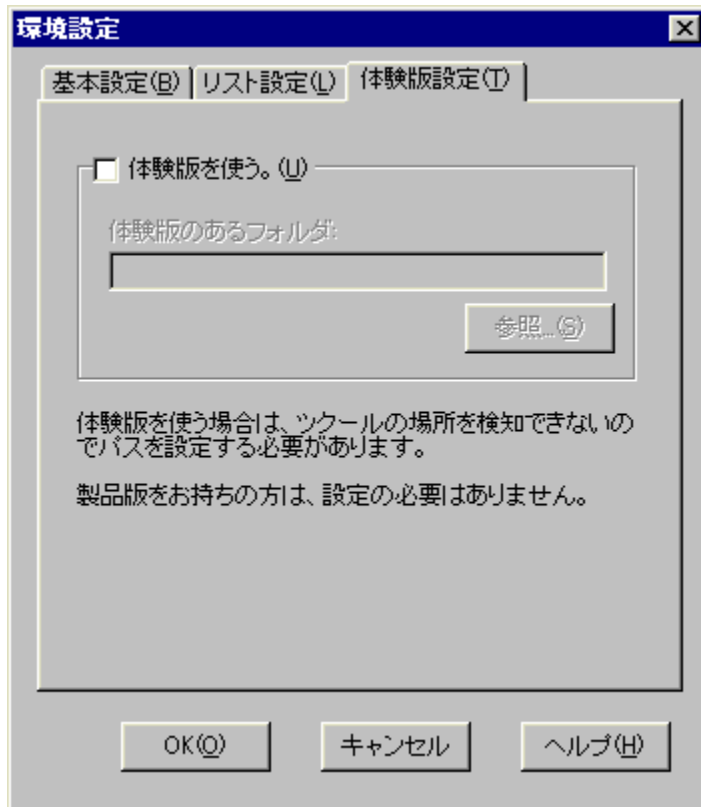 環境設定
基本設定(B) リスト設定(L) 体験版設定(T)
体験版を使う。(U)
体験版のあるフォルダ:
参照...(S)
体験版を使う場合は、ツクールの場所を検知できないの
でパスを設定する必要があります。
製品版をお持ちの方は、設定の必要はありません。
OK(O) キャンセル ヘルプ(H)